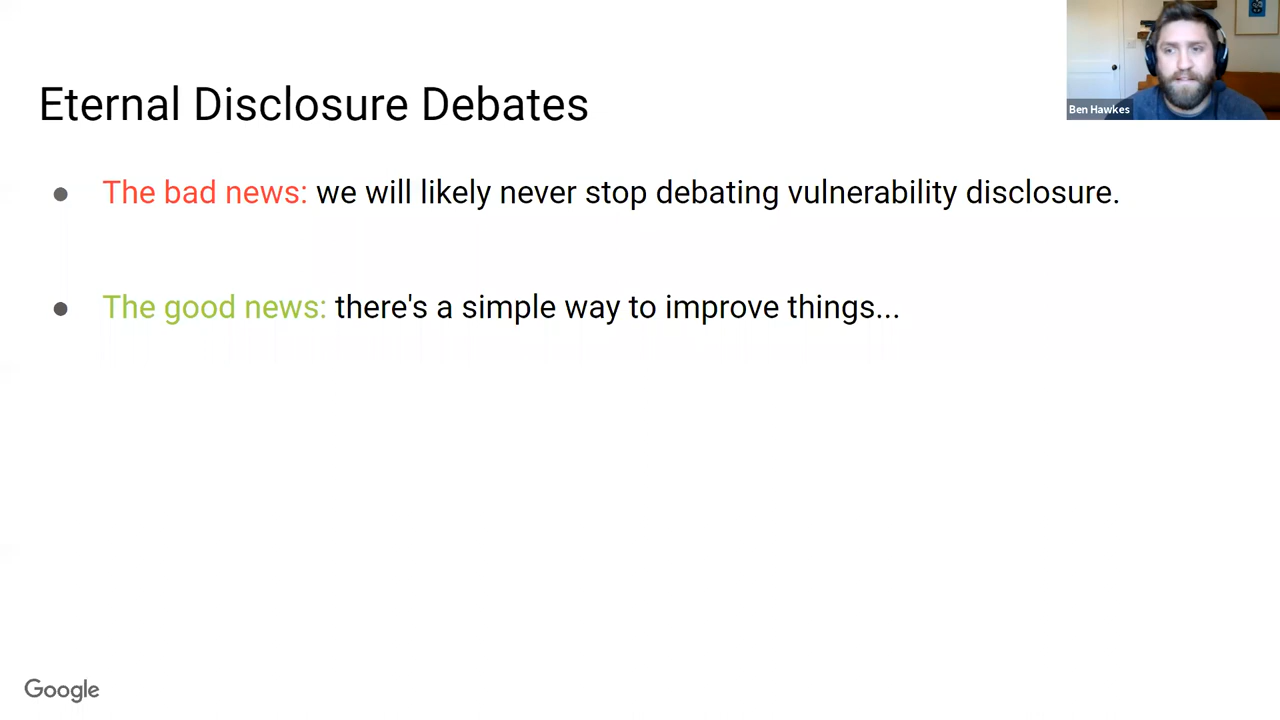 Eternal Disclosure Debates
Ben Hawkes
● The bad news: we will likely never stop debating vulnerability disclosure.
● The good news: there's a simple way to improve things...
Google